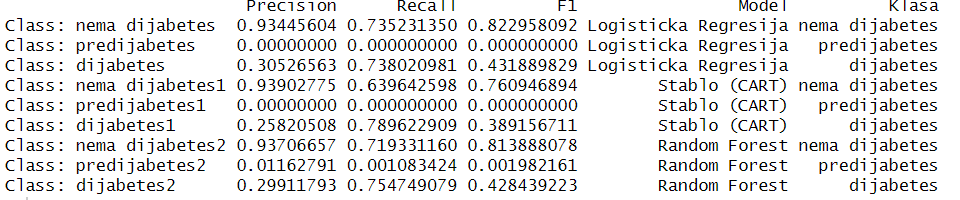 Precision Recall F1 Model Klasa
Class: nema dijabetes 0.93445604 0.735231350 0.822958092 Logisticka Regresija nema dijabetes
Class: predijabetes 0.00000000 0.000000000 0.000000000 Logisticka Regresija predijabetes
Class: dijabetes 0.30526563 0.738020981 0.431889829 Logisticka Regresija dijabetes
Class: nema dijabetes1 0.93902775 0.639642598 0.760946894 Stablo (CART) nema dijabetes
Class: predijabetes1 0.00000000 0.000000000 0.000000000 Stablo (CART) predijabetes
Class: dijabetes1 0.25820508 0.789622909 0.389156711 Stablo (CART) dijabetes
Class: nema dijabetes2 0.93706657 0.719331160 0.813888078 Random Forest nema dijabetes
Class: predijabetes2 0.01162791 0.001083424 0.001982161 Random Forest predijabetes
Class: dijabetes2 0.29911793 0.754749079 0.428439223 Random Forest dijabetes